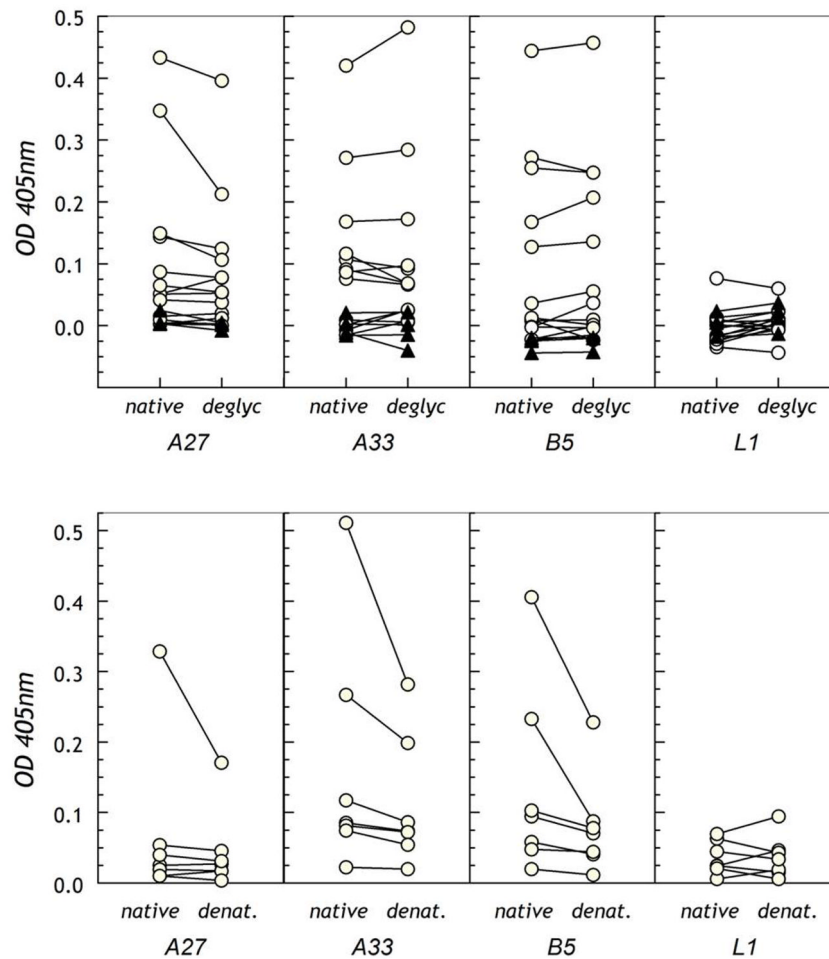 0.5
0.4
0.3
0.2
0.1
0.0
OD 405nm
native deglyc native deglyc native deglyc native deglyc
A27 A33 B5 L1
0.5
0.4
0.3
0.2
0.1
0.0
OD 405nm
native denat. native denat. native denat. native denat.
A27 A33 B5 L1